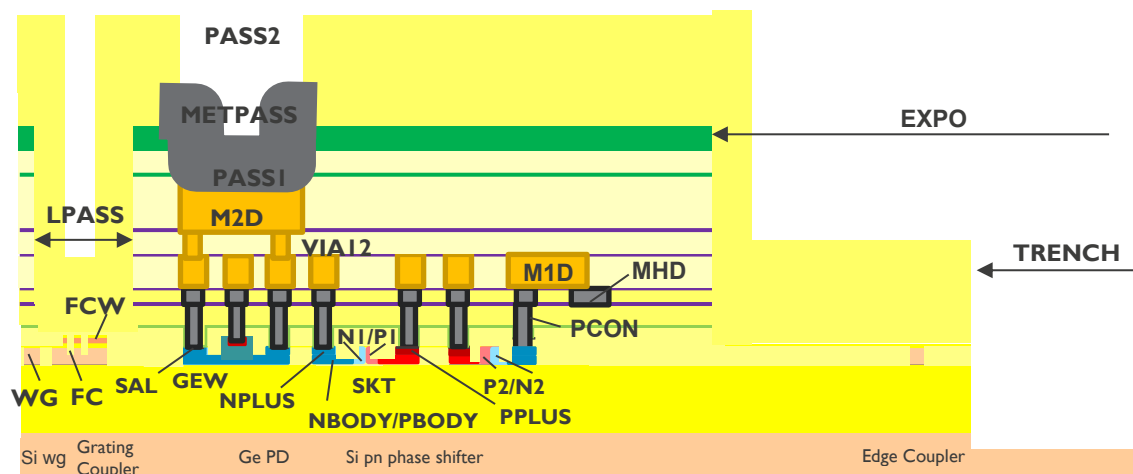 PASS2
METPASS
EXPO
PASS1
LPASS
M2D
VIA12
TRENCH
M1D
MHD
FCW
PCON
N1/P1
WG
FC
SAL
GEW
NPLUS
SKT
P2/N2
NBODY/PBODY
PPLUS
Si wg
Grating
Coupler
Ge PD
Si pn phase shifter
Edge Coupler